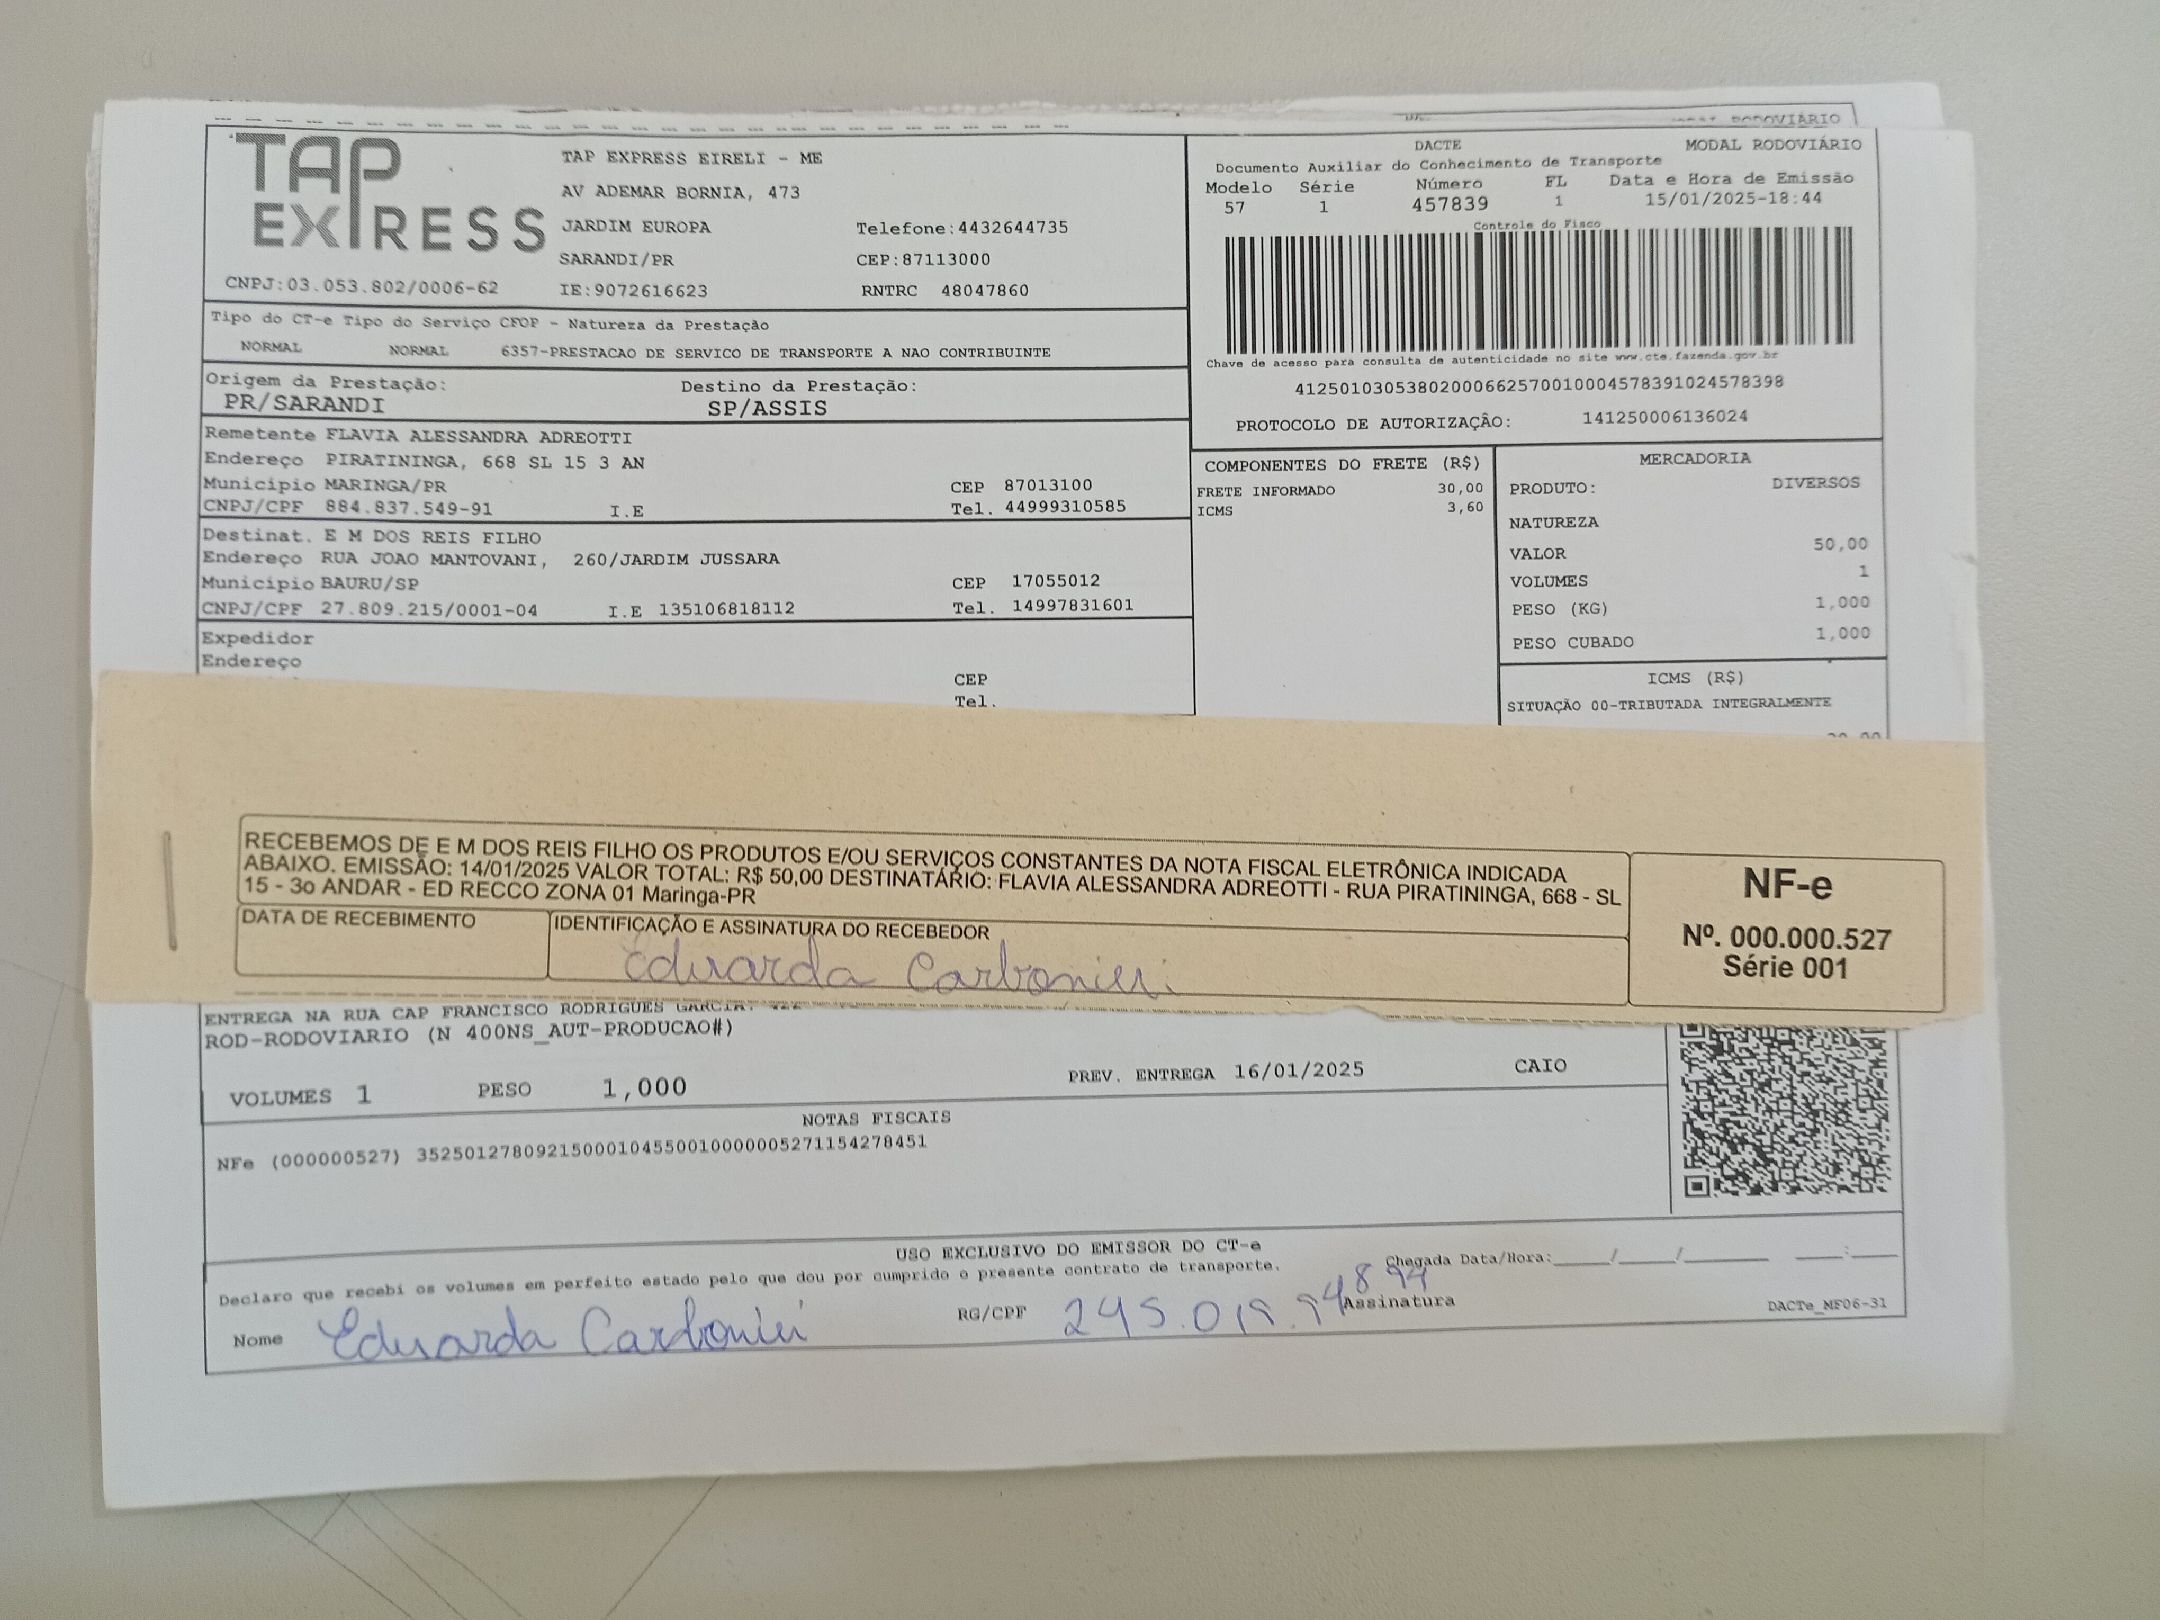 TAP EXPRESS
TAP EXPRESS EIRELI - ME
AV ADEMAR BORNIA, 473
JARDIM EUROPA Telefone:4432644735
SARANDI/PR CEP:87113000
CNPJ:03.053.802/0006-62 IE:9072616623 RNTRC 48047860
RODOVIÁRIO
DACTE MODAL RODOVIÁRIO
Documento Auxiliar do Conhecimento de Transporte
Modelo Série Número FL Data e Hora de Emissão
57 1 457839 1 15/01/2025-18:44
Controle do Fisco
Chave de acesso para consulta de autenticidade no site www.cte.fazenda.gov.br
41250103053802000662570010004578391024578398
PROTOCOLO DE AUTORIZAÇÃO: 141250006136024
Tipo do CT-e Tipo do Serviço CFOP - Natureza da Prestação
NORMAL NORMAL 6357-PRESTACAO DE SERVICO DE TRANSPORTE A NAO CONTRIBUINTE
Origem da Prestação: Destino da Prestação:
PR/SARANDI SP/ASSIS
Remetente FLAVIA ALESSANDRA ADREOTTI
Endereço PIRATININGA, 668 SL 15 3 AN
Municipio MARINGA/PR CEP 87013100
CNPJ/CPF 884.837.549-91 I.E Tel. 44999310585
Destinat. E M DOS REIS FILHO
Endereço RUA JOAO MANTOVANI, 260/JARDIM JUSSARA
Municipio BAURU/SP CEP 17055012
CNPJ/CPF 27.809.215/0001-04 I.E 135106818112 Tel. 14997831601
Expedidor
Endereço
CEP
Tel.
COMPONENTES DO FRETE (R$)
FRETE INFORMADO 30,00
ICMS 3,60
MERCADORIA
PRODUTO: DIVERSOS
NATUREZA
VALOR 50,00
VOLUMES 1
PESO (KG) 1,000
PESO CUBADO 1,000
ICMS (R$)
SITUAÇÃO 00-TRIBUTADA INTEGRALMENTE
RECEBEMOS DE E M DOS REIS FILHO OS PRODUTOS E/OU SERVIÇOS CONSTANTES DA NOTA FISCAL ELETRÔNICA INDICADA
ABAIXO. EMISSÃO: 14/01/2025 VALOR TOTAL: R$ 50,00 DESTINATÁRIO: FLAVIA ALESSANDRA ADREOTTI - RUA PIRATININGA, 668 - SL
15 - 3o ANDAR - ED RECCO ZONA 01 Maringa-PR
DATA DE RECEBIMENTO IDENTIFICAÇÃO E ASSINATURA DO RECEBEDOR
Eduarda
NF-e
Nº. 000.000.527
Série 001
ENTREGA NA RUA CAP FRANCISCO RODRIGUES GARCIA,
ROD-RODOVIARIO (N 400NS_AUT-PRODUCAO#)
VOLUMES 1 PESO 1,000 PREV. ENTREGA 16/01/2025 CAIO
NOTAS FISCAIS
NFe (000000527) 35250127809215000104550010000005271154278451
USO EXCLUSIVO DO EMISSOR DO CT-e
Declaro que recebi os volumes em perfeito estado pelo que dou por cumprido o presente contrato de transporte. Chegada Data/Hora:____/____/______ ____:____
Nome Eduarda RG/CPF Assinatura DACTe_MF06-31